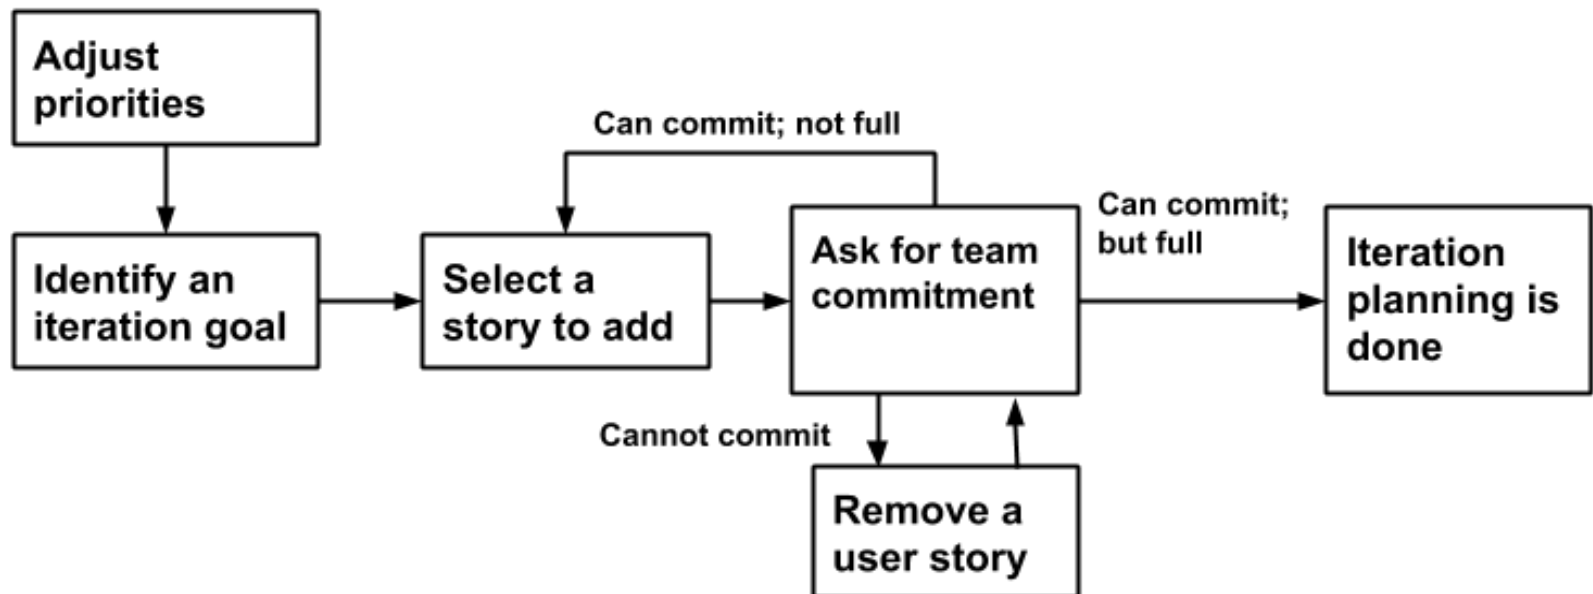 Adjust
priorities
Can commit; not full
Can commit;
but full
Identify an
iteration goal
Select a
story to add
Ask for team
commitment
Iteration
planning is
done
Cannot commit
Remove a
user story